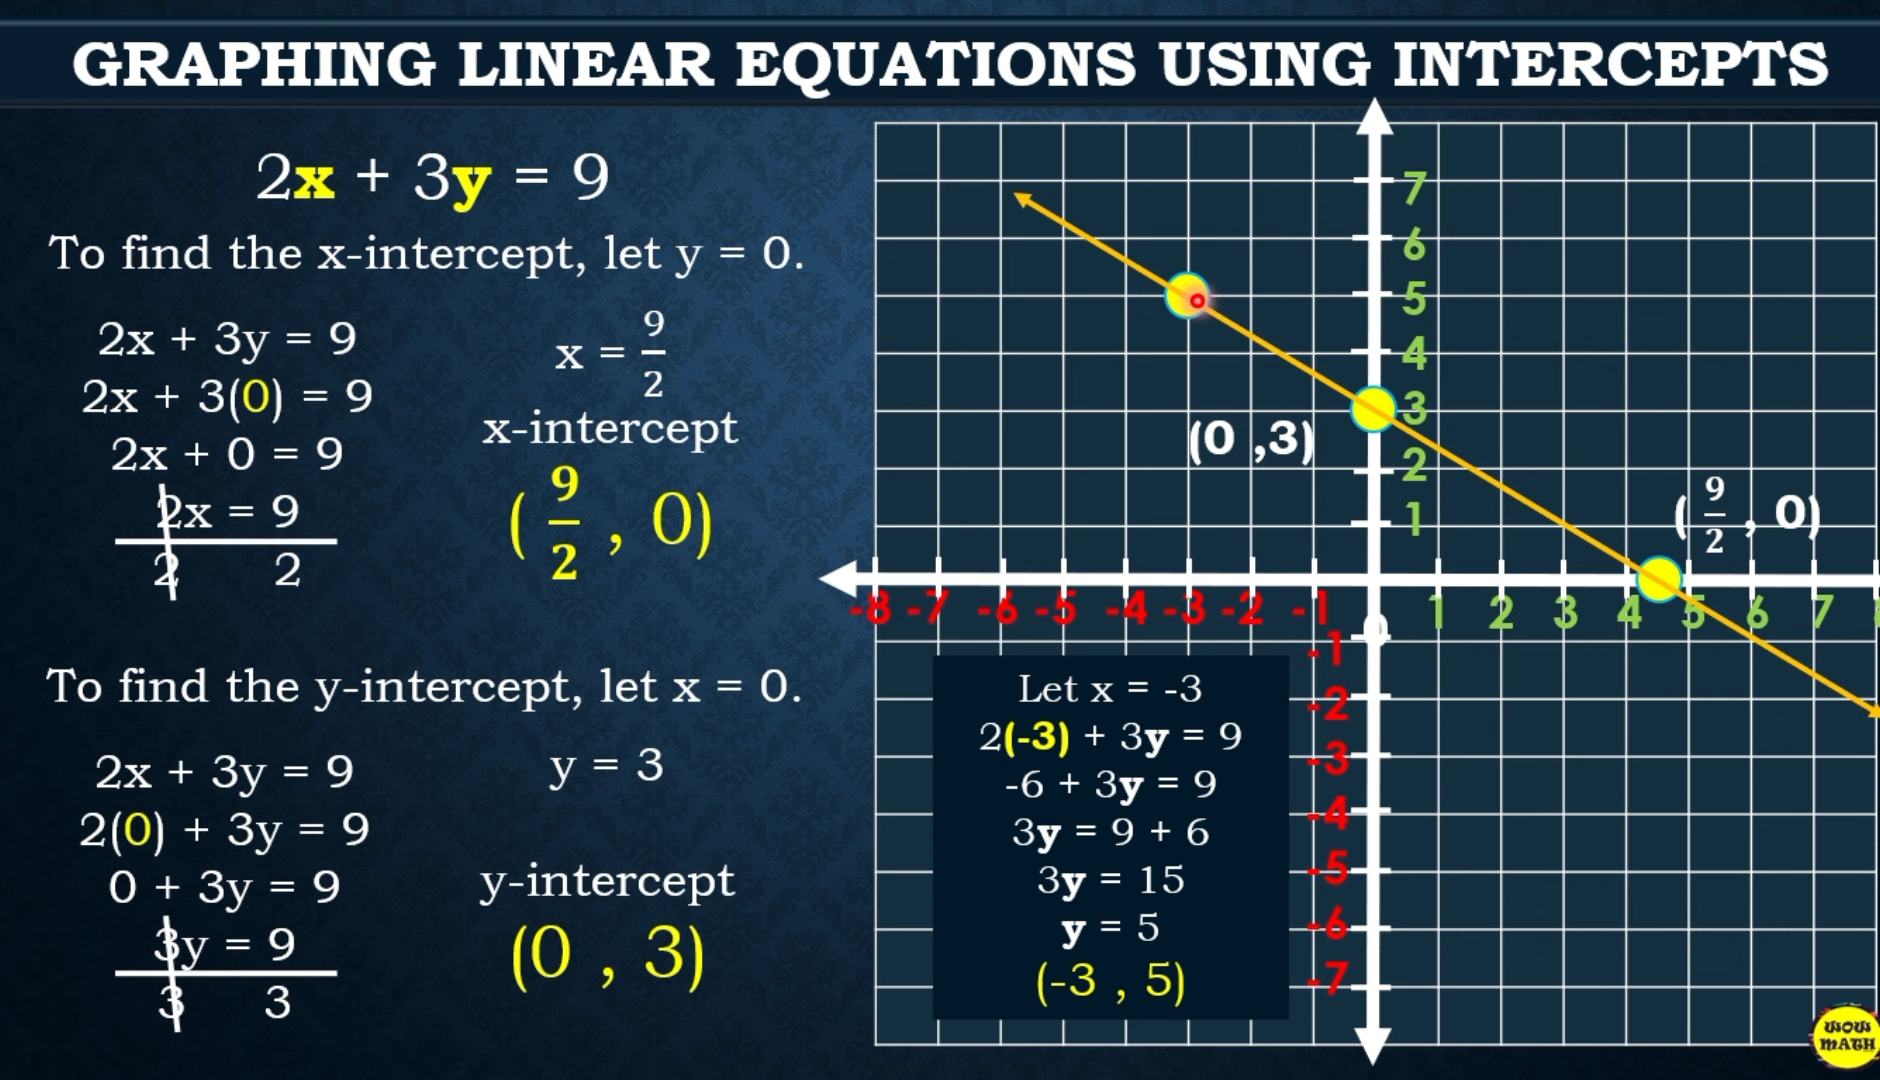 GRAPHING LINEAR EQUATIONS USING INTERCEPTS
2x + 3y = 9
To find the x-intercept, let y = 0.
2x + 3y = 9
2x + 3(0) = 9
2x + 0 = 9
2x = 9
2 2
x = 9/2
x-intercept
(9/2 , 0)
To find the y-intercept, let x = 0.
2x + 3y = 9
2(0) + 3y = 9
0 + 3y = 9
3y = 9
3 3
y = 3
y-intercept
(0 , 3)
7
6
5
4
3
2
1
(0 ,3)
(9/2 , 0)
-8 -7 -6 -5 -4 -3 -2 -1 0 1 2 3 4 5 6 7
-1
-2
-3
-4
-5
-6
-7
Let x = -3
2(-3) + 3y = 9
-6 + 3y = 9
3y = 9 + 6
3y = 15
y = 5
(-3 , 5)
WOW
MATH